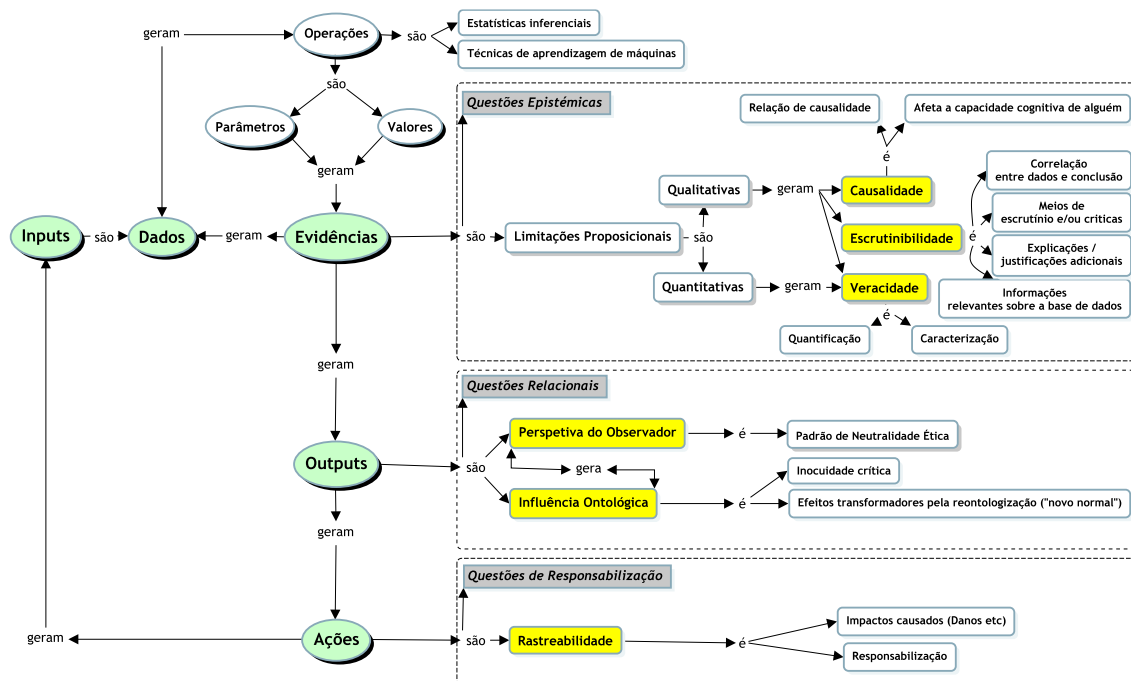 geram
Operações
são
Estatísticas inferenciais
Técnicas de aprendizagem de máquinas
são
Parâmetros
Valores
geram
Inputs
são
Dados
geram
Evidências
são
Questões Epistémicas
Limitações Proposicionais
são
Qualitativas
geram
Quantitativas
geram
Relação de causalidade
Afeta a capacidade cognitiva de alguém
é
Causalidade
Escrutinibilidade
Veracidade
é
Quantificação
Caracterização
é
Correlação
entre dados e conclusão
Meios de
escrutínio e/ou criticas
Explicações /
justificações adicionais
Informações
relevantes sobre a base de dados
geram
Outputs
são
Questões Relacionais
Perspetiva do Observador
é
Padrão de Neutralidade Ética
gera
Influência Ontológica
é
Inocuidade crítica
Efeitos transformadores pela reontologização ("novo normal")
geram
Ações
geram
são
Questões de Responsabilização
Rastreabilidade
é
Impactos causados (Danos etc)
Responsabilização